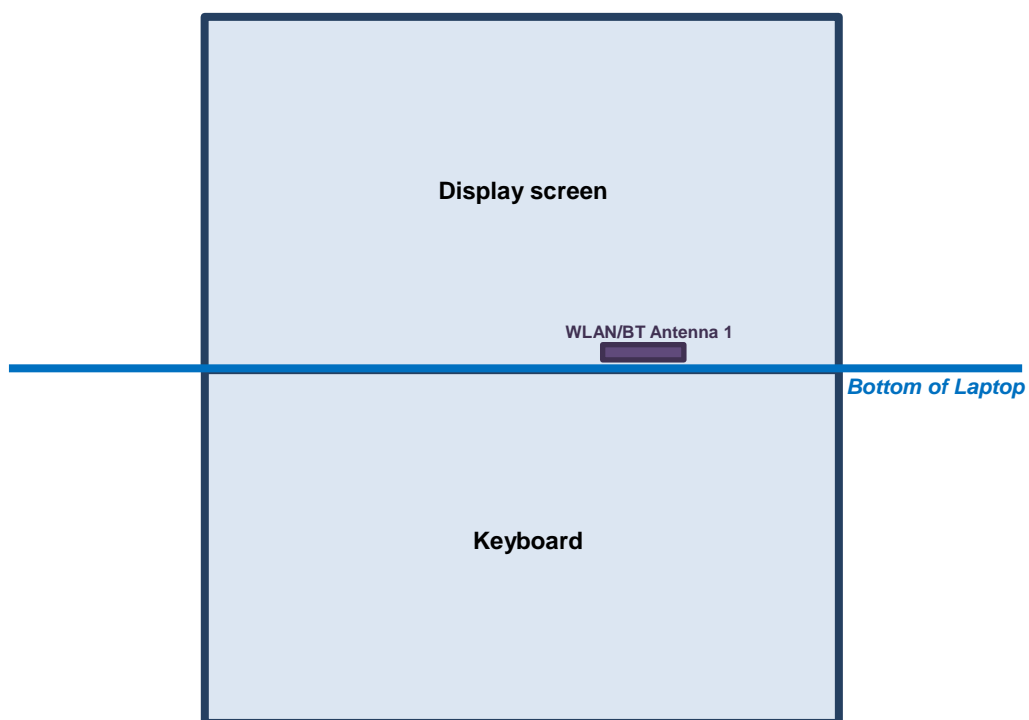 Display screen
WLAN/BT Antenna 1
Bottom of Laptop
Keyboard